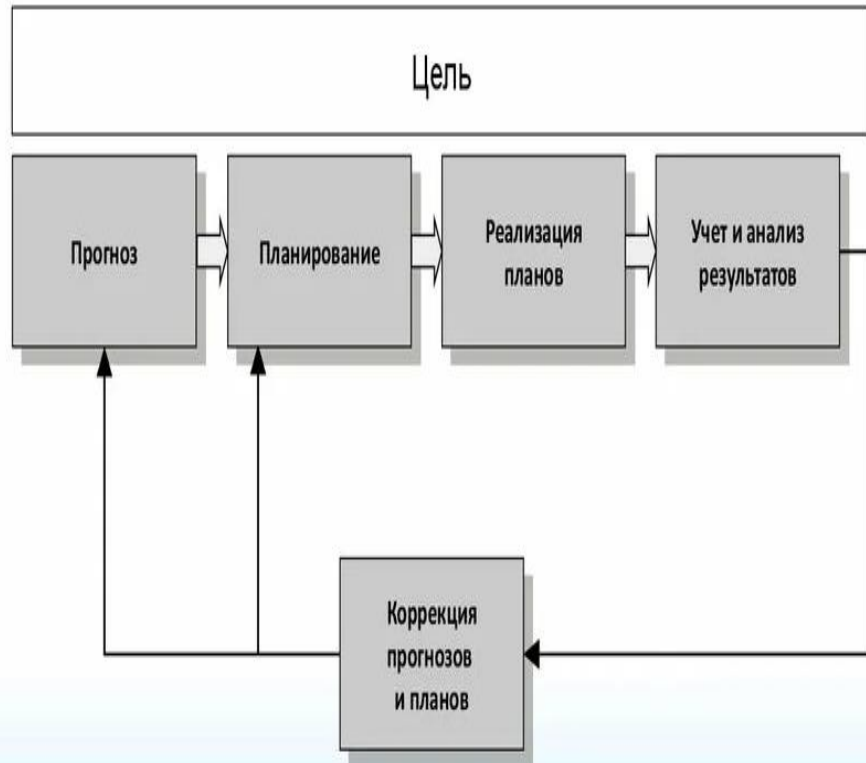 Цель
Прогноз
Планирование
Реализация
планов
Учет и анализ
результатов
Коррекция
прогнозов
и планов